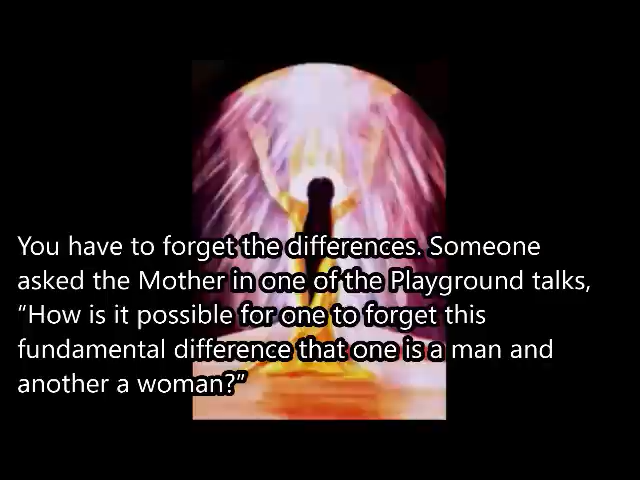 You have to forget the differences. Someone
asked the Mother in one of the Playground talks,
“How is it possible for one to forget this
fundamental difference that one is a man and
another a woman?”